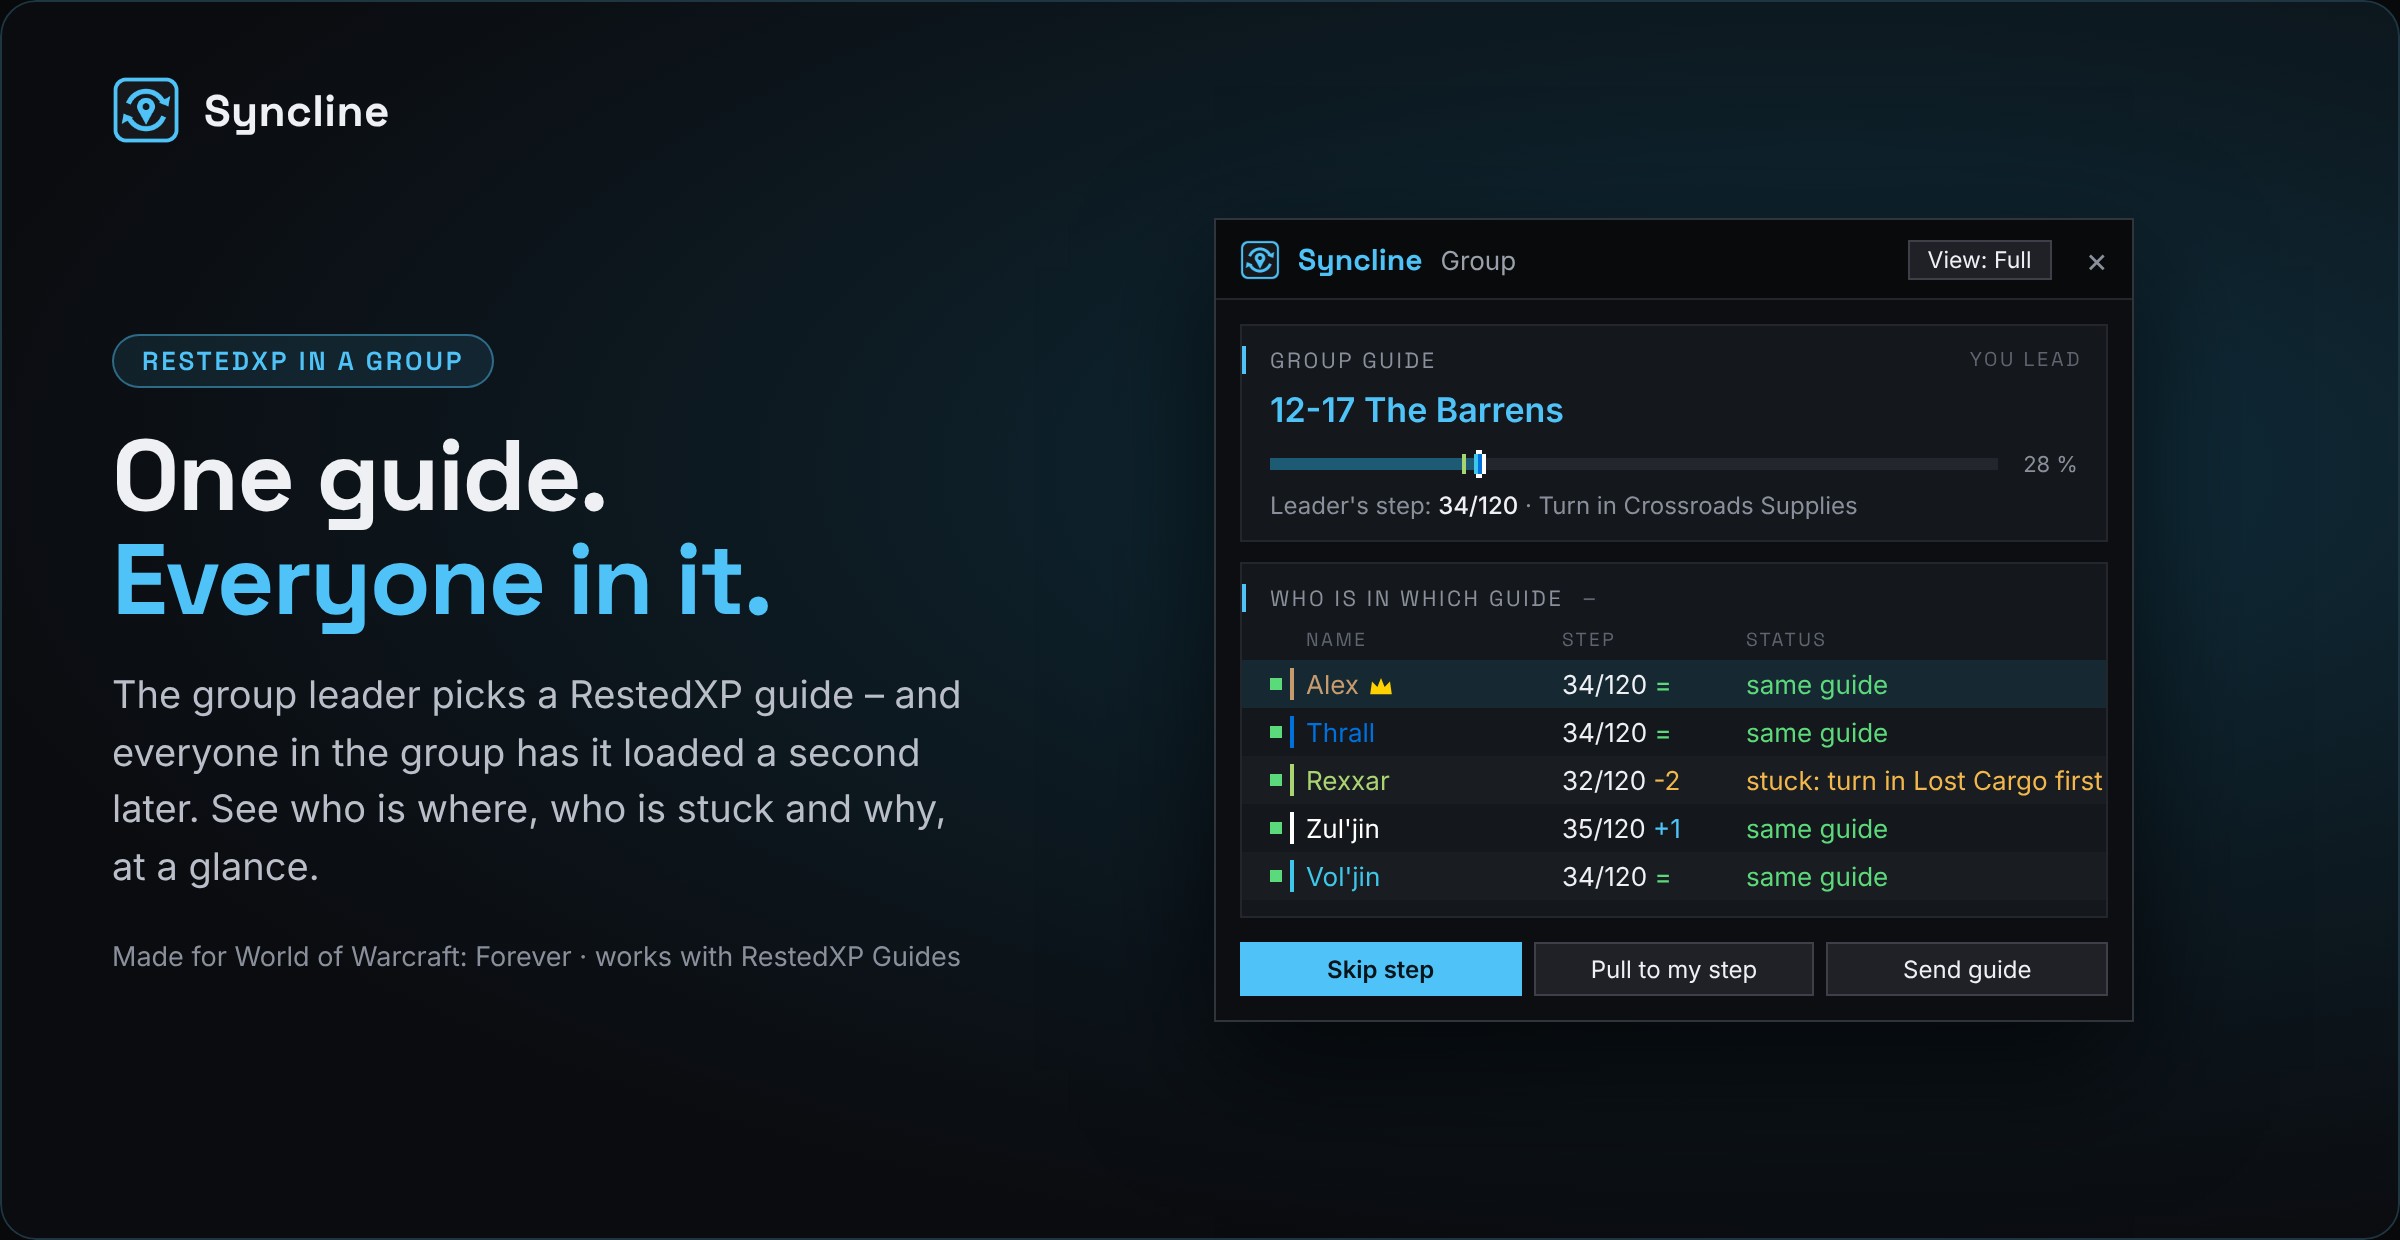 Syncline
RESTEDXP IN A GROUP
One guide.
Everyone in it.
The group leader picks a RestedXP guide – and
everyone in the group has it loaded a second
later. See who is where, who is stuck and why,
at a glance.
Made for World of Warcraft: Forever · works with RestedXP Guides
Syncline Group View: Full ×
GROUP GUIDE YOU LEAD
12-17 The Barrens
28 %
Leader's step: 34/120 · Turn in Crossroads Supplies
WHO IS IN WHICH GUIDE –
NAME STEP STATUS
Alex 34/120 = same guide
Thrall 34/120 = same guide
Rexxar 32/120 -2 stuck: turn in Lost Cargo first
Zul'jin 35/120 +1 same guide
Vol'jin 34/120 = same guide
Skip step Pull to my step Send guide